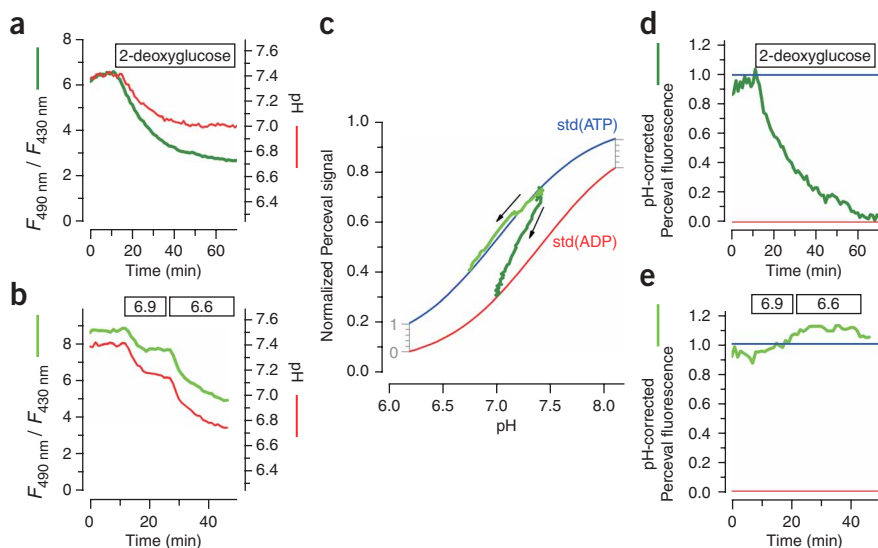 a
8
6
4
2
0
F490 nm / F430 nm
2-deoxyglucose
7.6
7.4
7.2
7.0
6.8
6.6
6.4
pH
0 20 40 60
Time (min)
b
8
6
4
2
0
F490 nm / F430 nm
6.9 6.6
7.6
7.4
7.2
7.0
6.8
6.6
6.4
pH
0 20 40
Time (min)
c
1.0
0.8
0.6
0.4
0.2
0.0
Normalized Perceval signal
std(ATP)
std(ADP)
1
0
6.0 6.5 7.0 7.5 8.0
pH
d
1.2
1.0
0.8
0.6
0.4
0.2
0.0
pH-corrected
Perceval fluorescence
2-deoxyglucose
0 20 40 60
Time (min)
e
1.2
1.0
0.8
0.6
0.4
0.2
0.0
pH-corrected
Perceval fluorescence
6.9 6.6
0 20 40
Time (min)